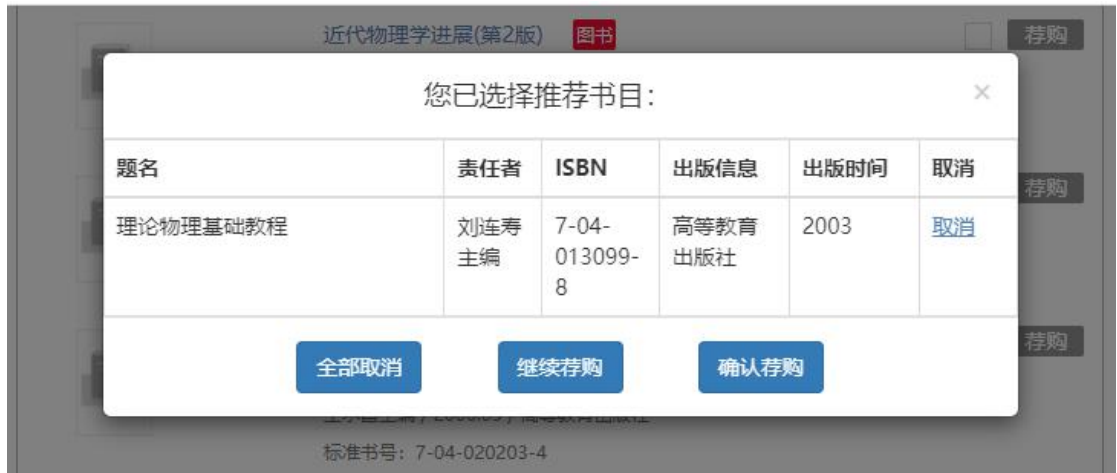 近代物理学进展(第2版) 图书 荐购
您已选择推荐书目： ×
题名 责任者 ISBN 出版信息 出版时间 取消
理论物理基础教程 刘连寿 7-04- 高等教育 2003 取消
主编 013099- 出版社
8
荐购
荐购
全部取消 继续荐购 确认荐购
标准书号：7-04-020203-4